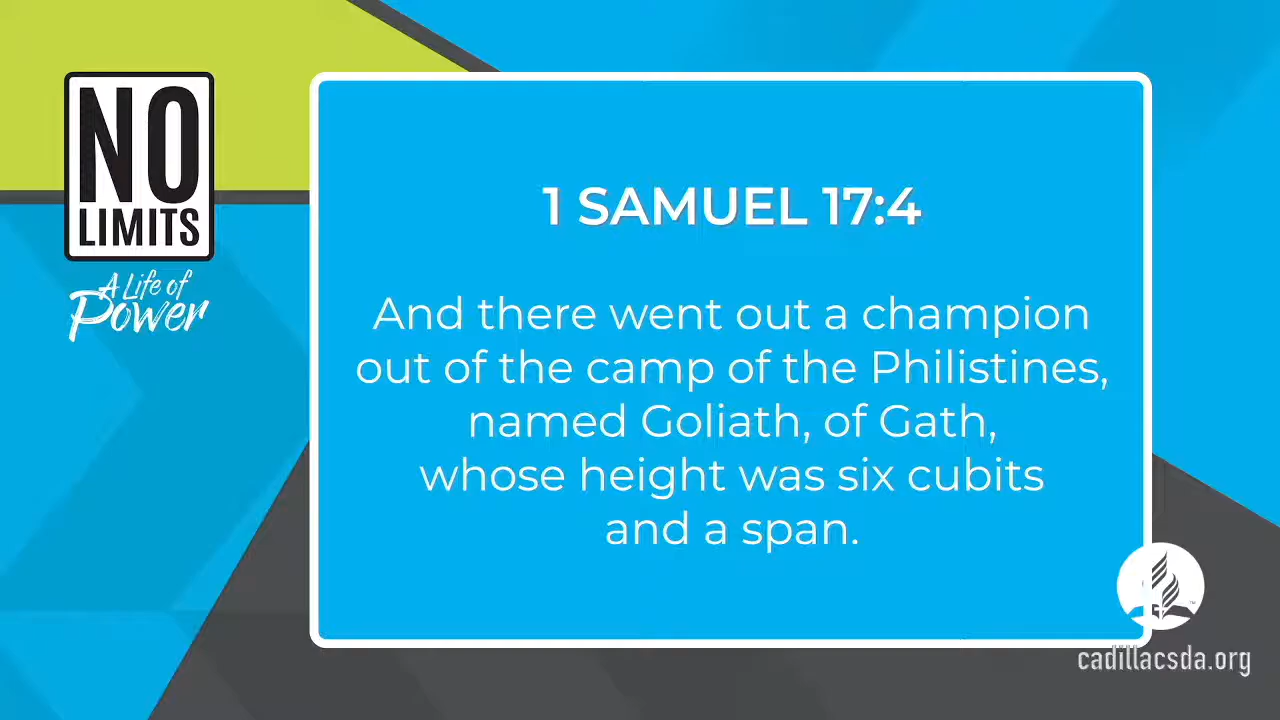 NO
LIMITS
A Life of
Power
1 SAMUEL 17:4
And there went out a champion
out of the camp of the Philistines,
named Goliath, of Gath,
whose height was six cubits
and a span.
cadillacsda.org